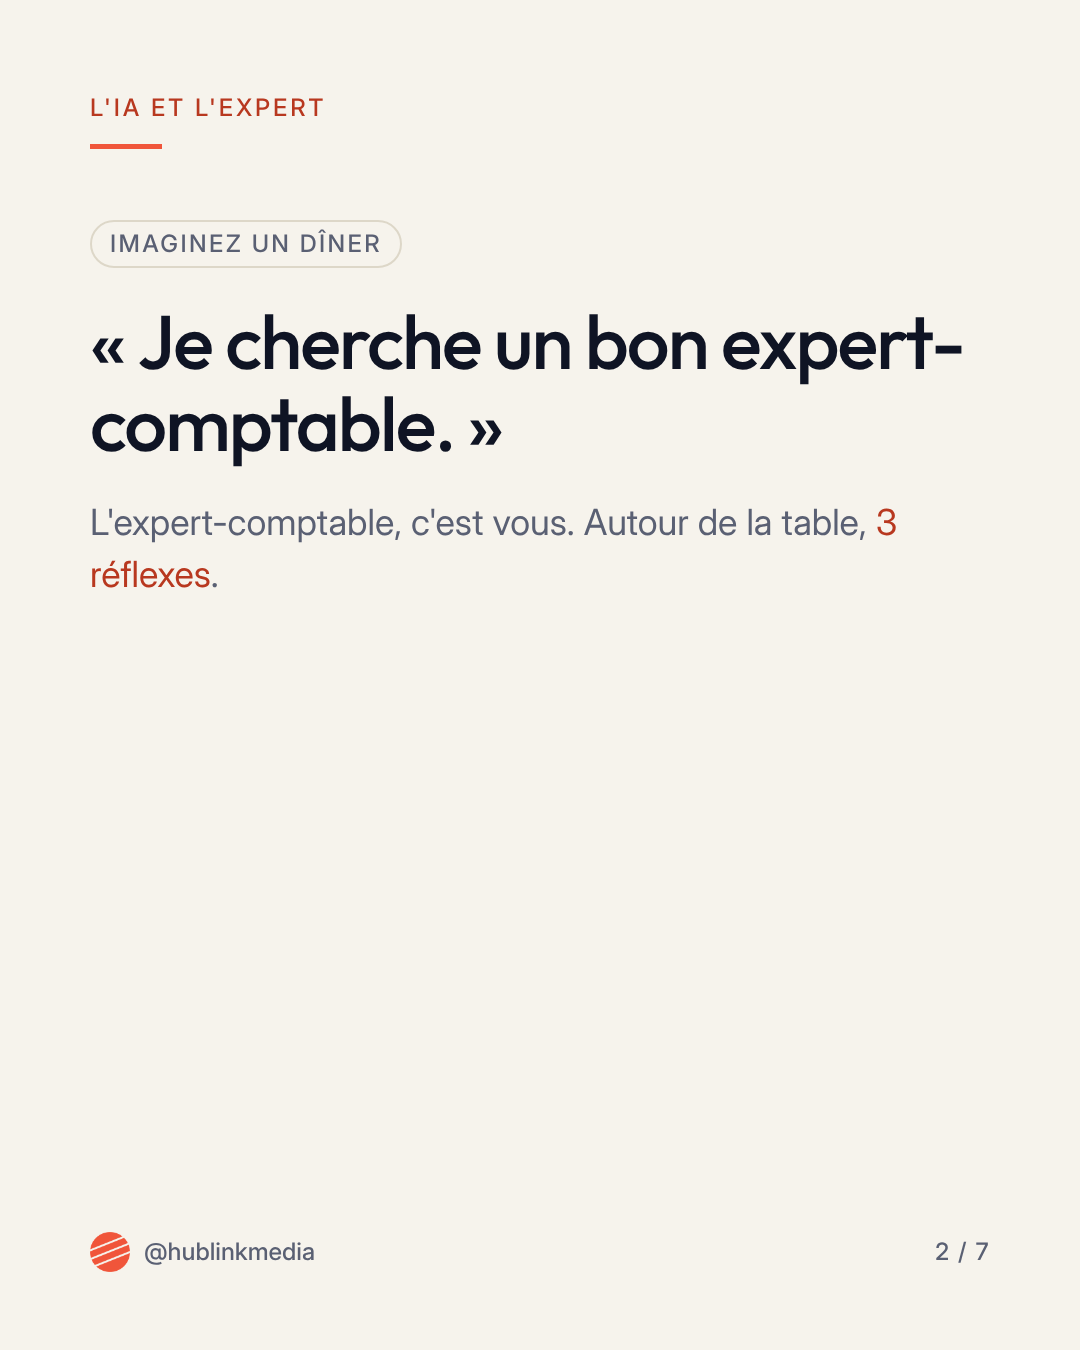 L'IA ET L'EXPERT
IMAGINEZ UN DÎNER
« Je cherche un bon expert-
comptable. »
L'expert-comptable, c'est vous. Autour de la table, 3
réflexes.
@hublinkmedia
2 / 7